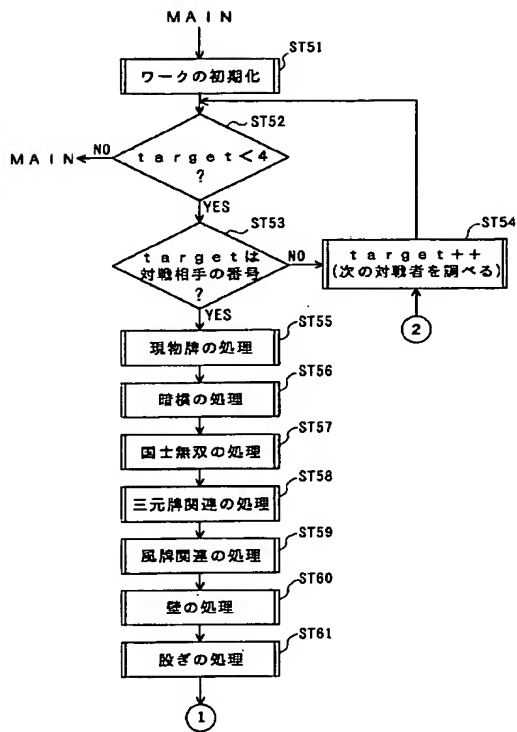 MAIN
ST51
ワークの初期化
ST52
target<4
?
NO
MAIN
YES
ST53
targetは
対戦相手の番号
?
NO
YES
ST54
target++
(次の対戦者を調べる)
2
ST55
現物牌の処理
ST56
暗槓の処理
ST57
国士無双の処理
ST58
三元牌関連の処理
ST59
風牌関連の処理
ST60
壁の処理
ST61
股ぎの処理
1